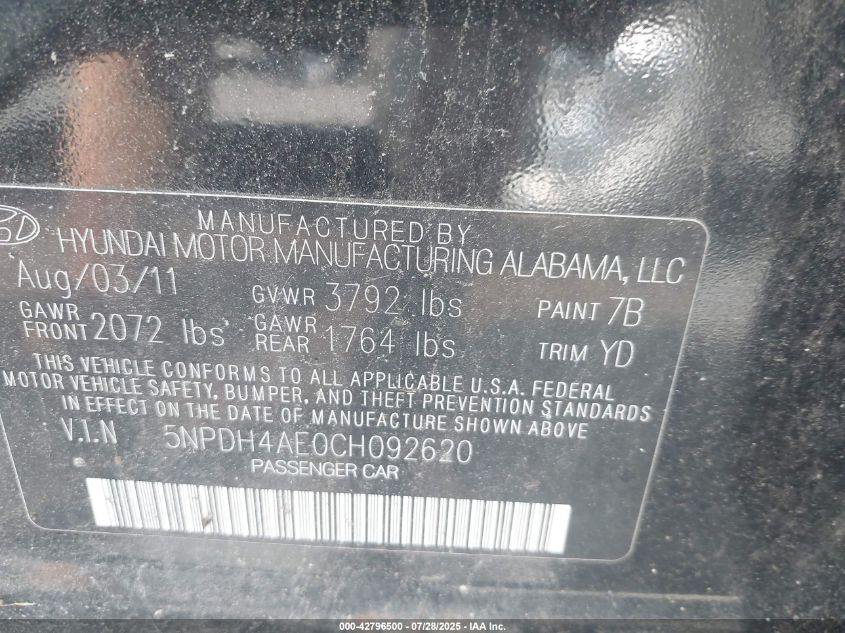 MANUFACTURED BY
HYUNDAI MOTOR MANUFACTURING ALABAMA, LLC
Aug/03/11 GVWR 3792 lbs PAINT 7B
GAWR FRONT 2072 lbs GAWR REAR 1764 lbs TRIM YD
THIS VEHICLE CONFORMS TO ALL APPLICABLE U.S.A. FEDERAL
MOTOR VEHICLE SAFETY, BUMPER, AND THEFT PREVENTION STANDARDS
IN EFFECT ON THE DATE OF MANUFACTURE SHOWN ABOVE
V.I.N 5NPDH4AE0CH092620
PASSENGER CAR
000-42796500 / 07/28/2025 - IAA Inc.